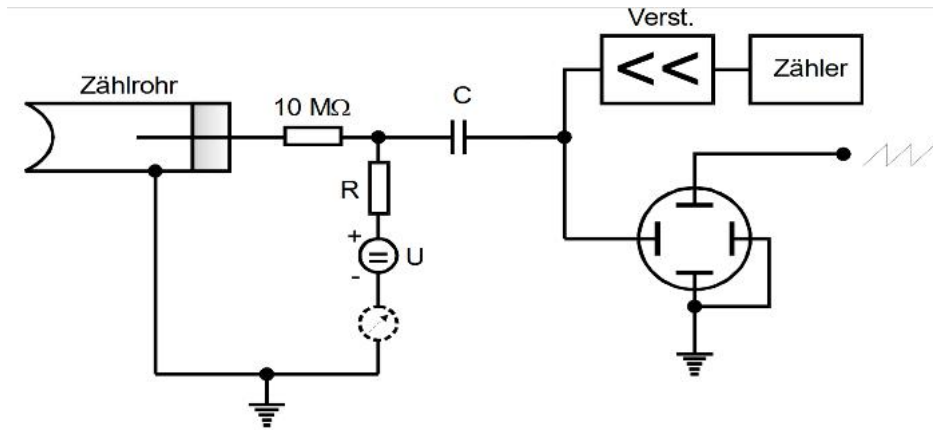 Verst.
<< Zähler
Zählrohr
10 MΩ
C
R
+
= U
-